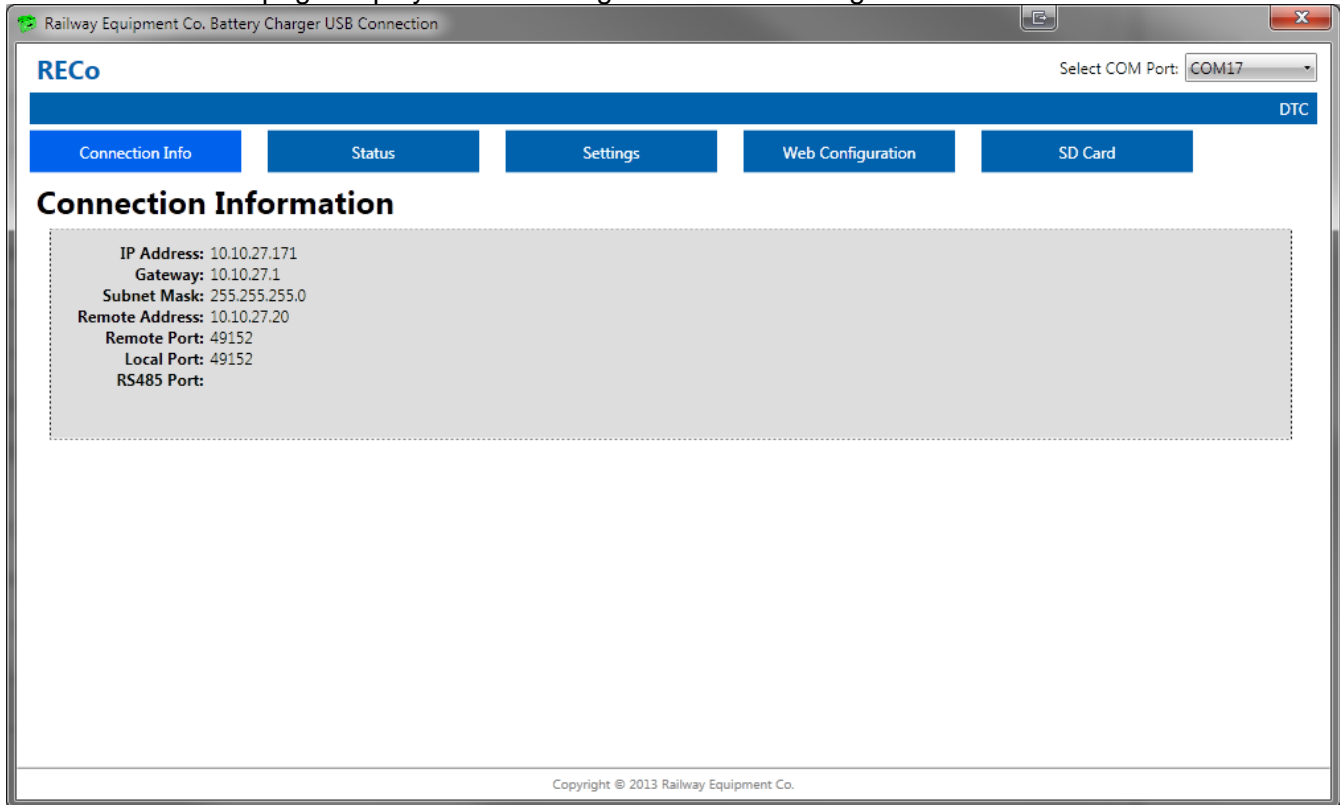 Railway Equipment Co. Battery Charger USB Connection
RECo
Select COM Port: COM17
DTC
Connection Info Status Settings Web Configuration SD Card
Connection Information
IP Address: 10.10.27.171
Gateway: 10.10.27.1
Subnet Mask: 255.255.255.0
Remote Address: 10.10.27.20
Remote Port: 49152
Local Port: 49152
RS485 Port:
Copyright © 2013 Railway Equipment Co.